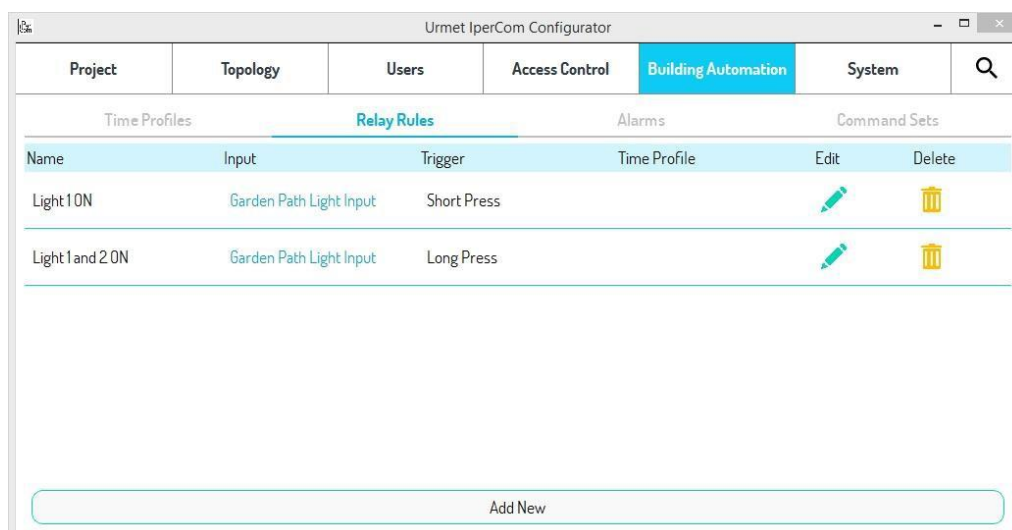 Urmet IperCom Configurator
Project Topology Users Access Control Building Automation System
Time Profiles Relay Rules Alarms Command Sets
Name Input Trigger Time Profile Edit Delete
Light 1 ON Garden Path Light Input Short Press
Light 1 and 2 ON Garden Path Light Input Long Press
Add New